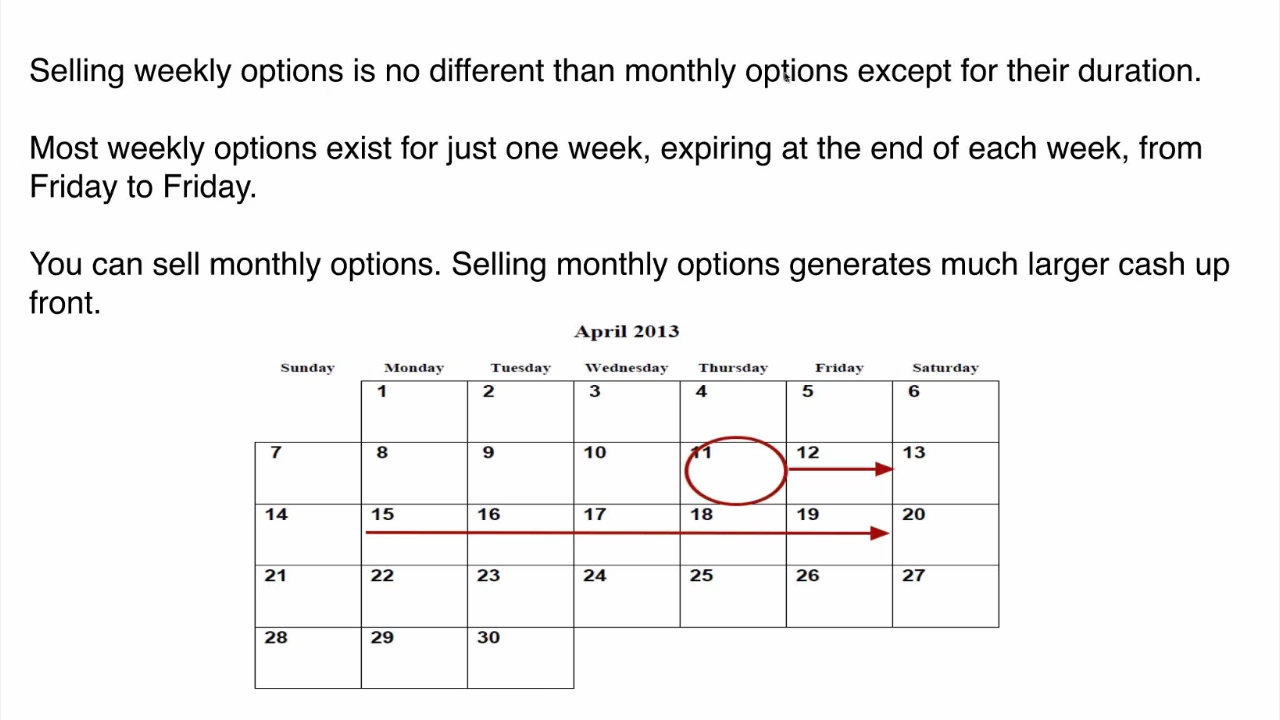 Selling weekly options is no different than monthly options except for their duration.
Most weekly options exist for just one week, expiring at the end of each week, from
Friday to Friday.
You can sell monthly options. Selling monthly options generates much larger cash up
front.
April 2013
Sunday Monday Tuesday Wednesday Thursday Friday Saturday
1 2 3 4 5 6
7 8 9 10 11 12 13
14 15 16 17 18 19 20
21 22 23 24 25 26 27
28 29 30